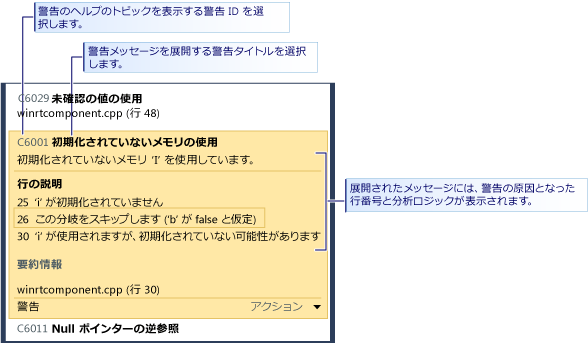 警告のヘルプのトピックを表示する警告 ID を選
択します。
警告メッセージを展開する警告タイトルを選択
します。
C6029 未確認の値の使用
winrtcomponent.cpp (行 48)
C6001 初期化されていないメモリの使用
初期化されていないメモリ 'I' を使用しています。
行の説明
25 'i' が初期化されていません
26 この分岐をスキップします ('b' が false と仮定)
30 'i' が使用されますが、初期化されていない可能性があります
展開されたメッセージには、警告の原因となった
行番号と分析ロジックが表示されます。
要約情報
winrtcomponent.cpp (行 30)
警告 アクション
C6011 Null ポインターの逆参照